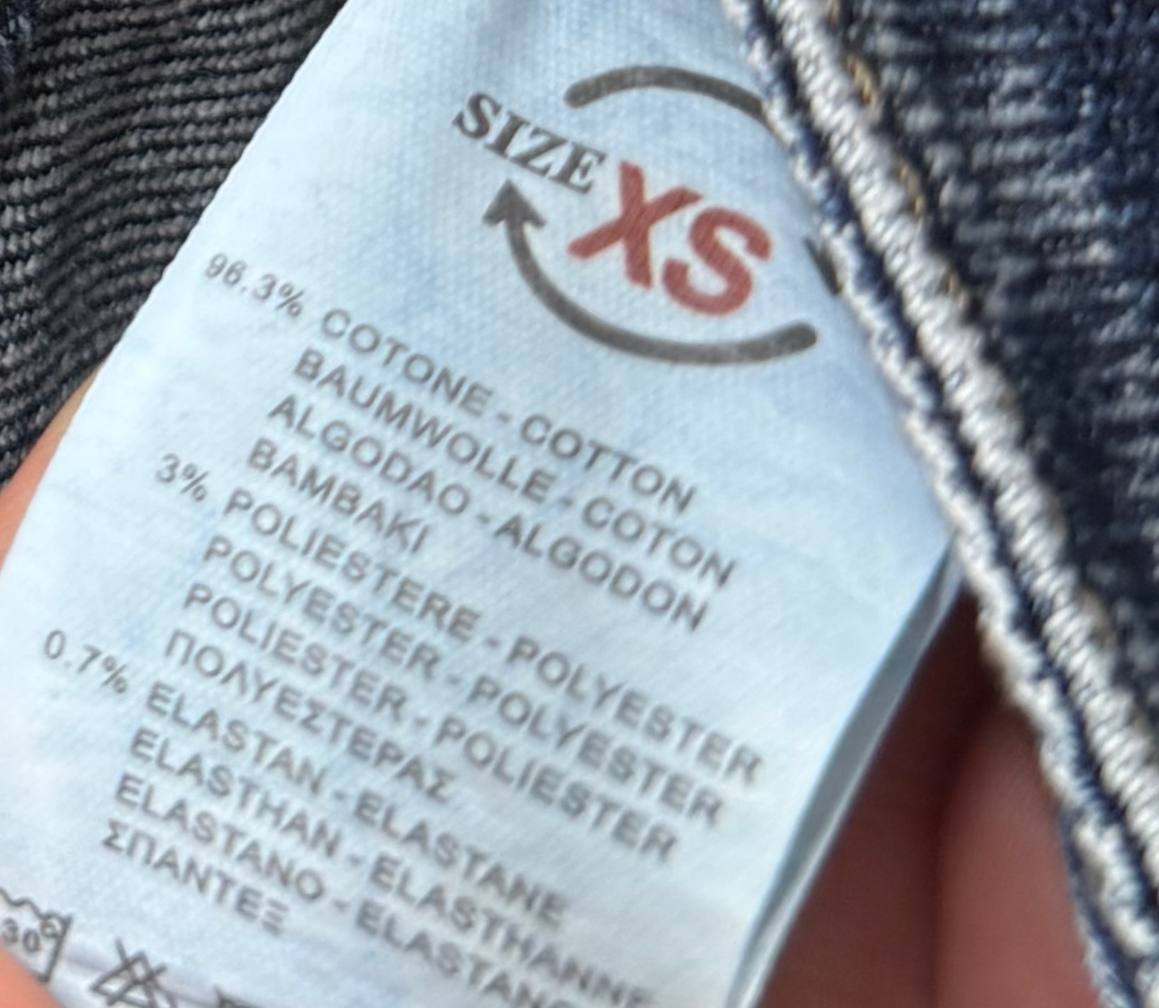 SIZE XS
96.3% COTONE - COTTON
BAUMWOLLE - COTON
ALGODAO - ALGODON
BAMBAKI
3% POLIESTERE - POLYESTER
POLYESTER - POLYESTER
POLIESTER - POLIESTER
ΠΟΛΥΕΣΤΕΡΑΣ
0.7% ELASTAN - ELASTANE
ELASTHAN - ELASTHANNE
ELASTANO - ELASTANO
ΣΠΑΝΤΕΞ
30°